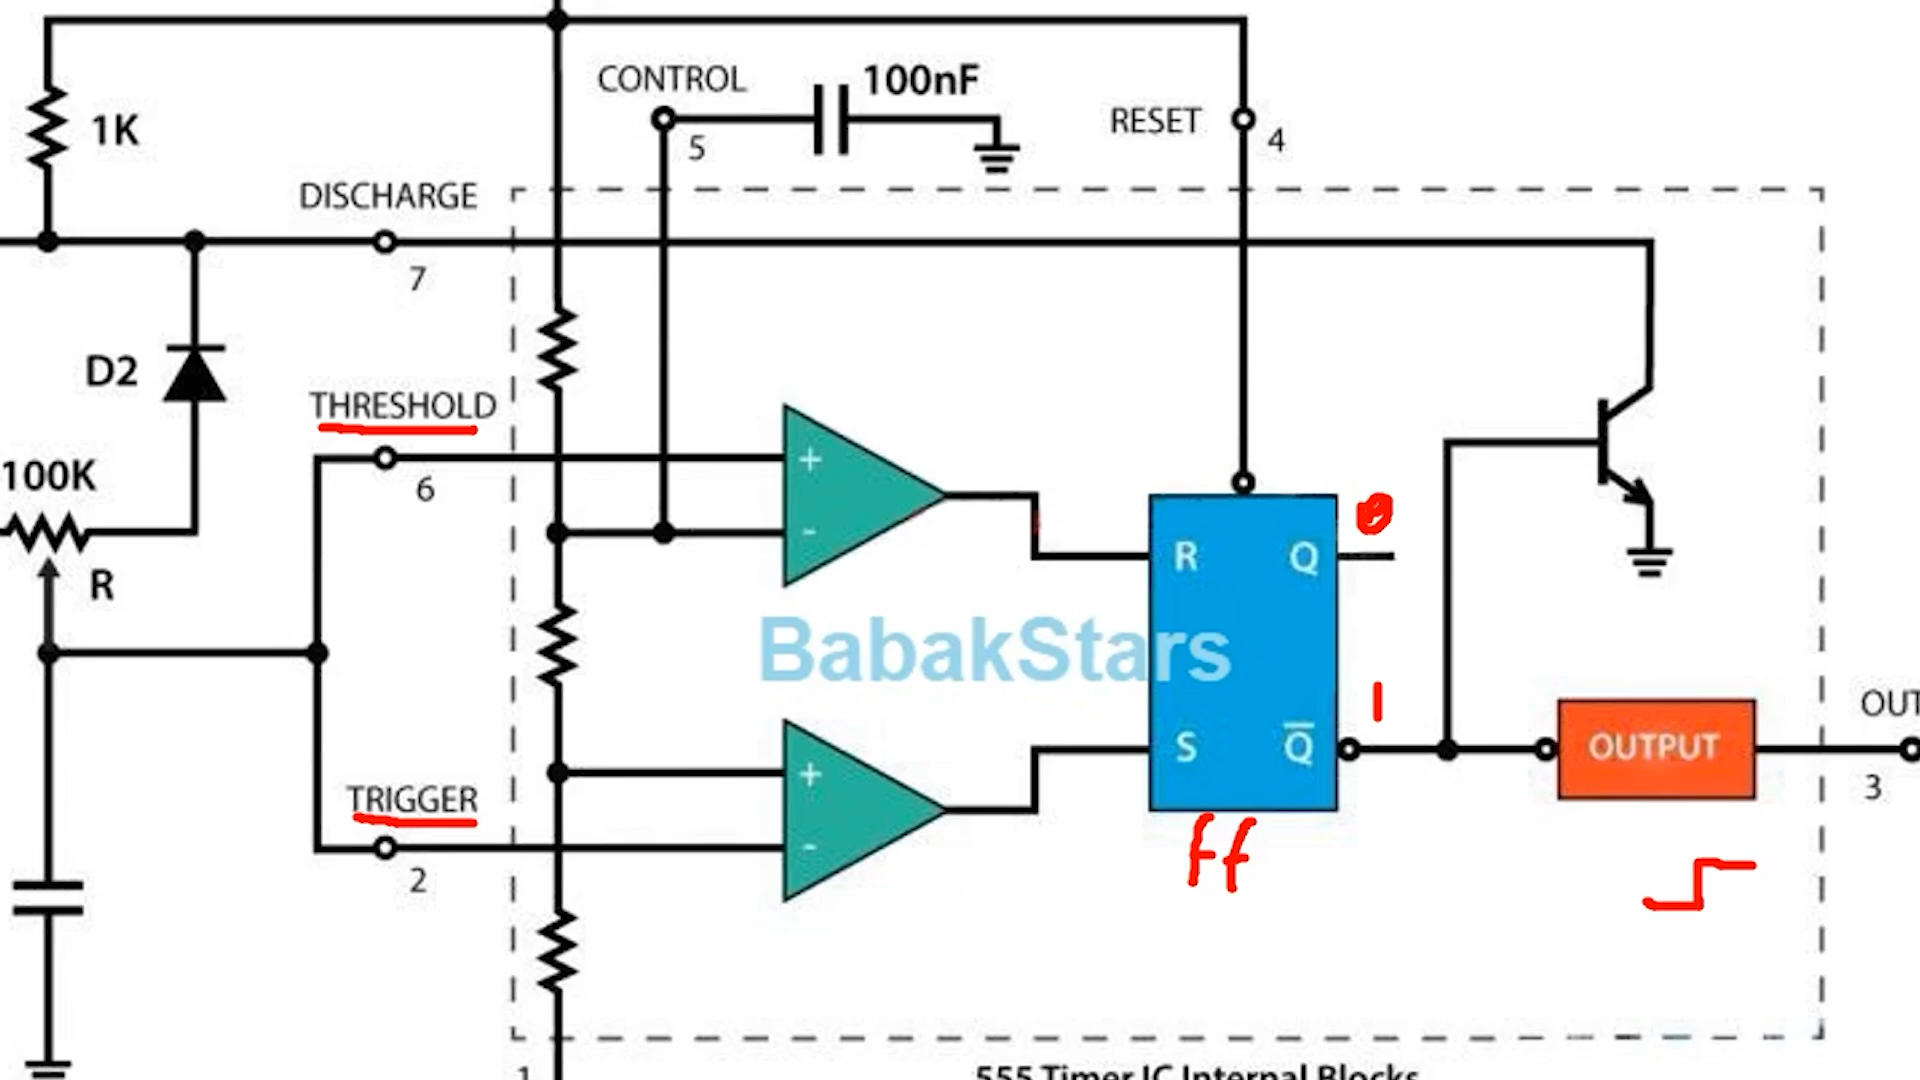 CONTROL
100nF
5
RESET
4
1K
DISCHARGE
7
D2
THRESHOLD
6
100K
R
+
-
R
Q
0
BabakStars
S
Q̅
1
OUTPUT
OUT
3
TRIGGER
2
+
-
ff
1
555 Timer IC Internal Blocks